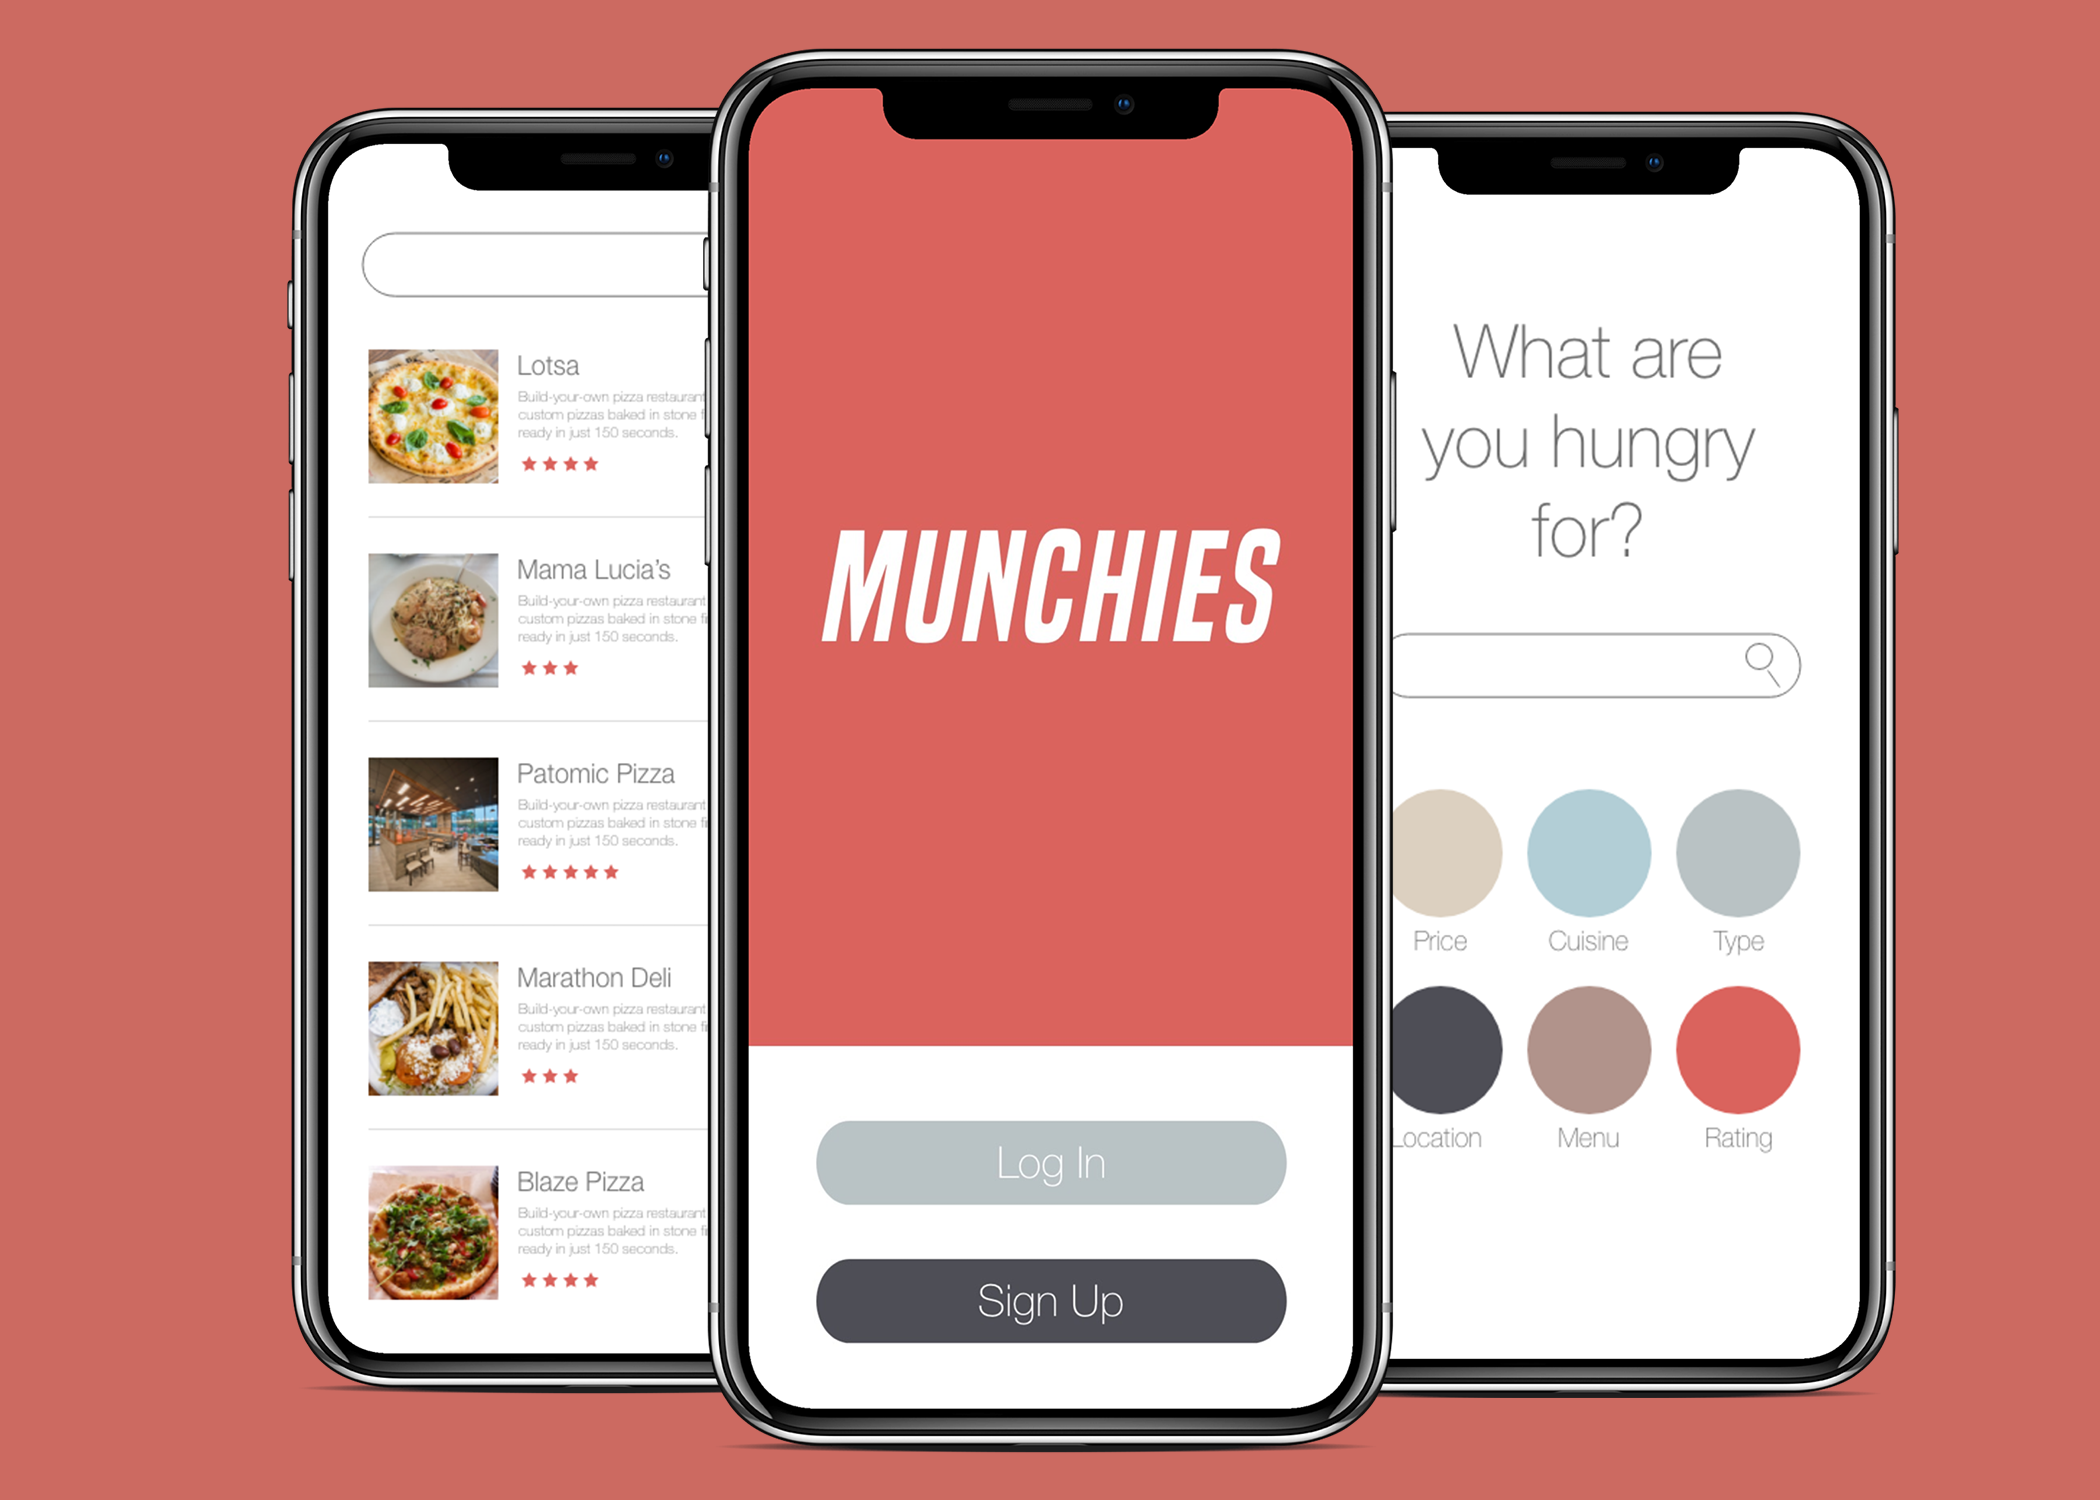 Lotsa
Build-your-own pizza restaurant
custom pizzas baked in stone
ready in just 150 seconds.
Mama Lucia's
Build-your-own pizza restaurant
custom pizzas baked in stone
ready in just 150 seconds.
Patomic Pizza
Build-your-own pizza restaurant
custom pizzas baked in stone
ready in just 150 seconds.
Marathon Deli
Build-your-own pizza restaurant
custom pizzas baked in stone
ready in just 150 seconds.
Blaze Pizza
Build-your-own pizza restaurant
custom pizzas baked in stone
ready in just 150 seconds.
MUNCHIES
Log In
Sign Up
What are
you hungry
for?
Price Cuisine Type
Location Menu Rating